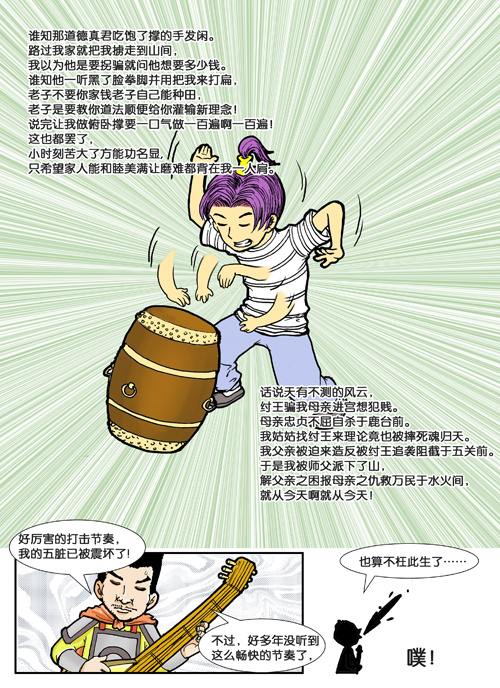 谁知那道德真君吃饱了撑的手发闲。
路过我家就把我掳走到山间，
我以为他是要拐骗就问他想要多少钱。
谁知他一听黑了脸拳脚并用把我来打扁，
老子不要你家钱老子自己能种田，
老子是要教你道法顺便给你灌输新理念！
说完让我做俯卧撑要一口气做一百遍啊一百遍！
这也都罢了，
小时刻苦大了方能功名显，
只希望家人能和睦美满让磨难都背在我一人肩。
话说天有不测的风云，
纣王骗我母亲进宫想犯贱。
母亲忠贞不屈自杀于鹿台前。
我姑姑找纣王来理论竟也被摔死魂归天。
我父亲被迫来造反被纣王追袭阻截于五关前。
于是我被师父派下了山，
解父亲之困报母亲之仇救万民于水火间，
就从今天啊就从今天！
好厉害的打击节奏，
我的五脏已被震坏了！
不过，好多年没听到
这么畅快的节奏了，
也算不枉此生了……
噗！